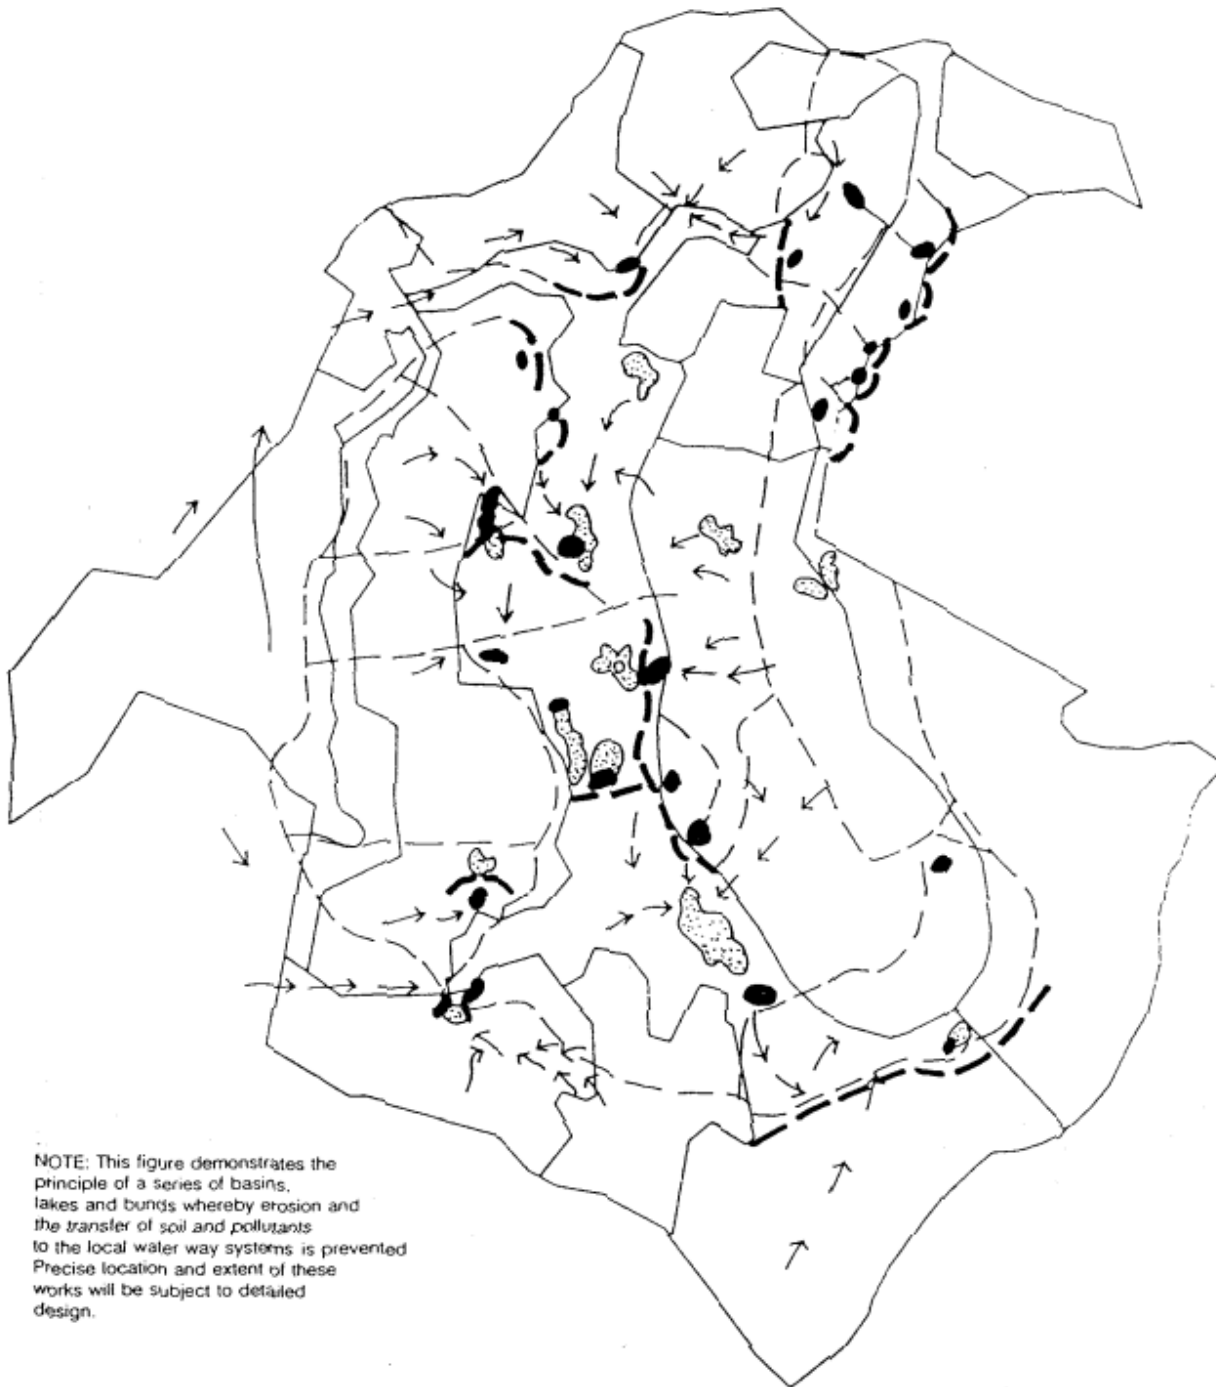 NOTE: This figure demonstrates the
principle of a series of basins,
lakes and bunds whereby erosion and
the transfer of soil and pollutants
to the local water way systems is prevented
Precise location and extent of these
works will be subject to detailed
design.